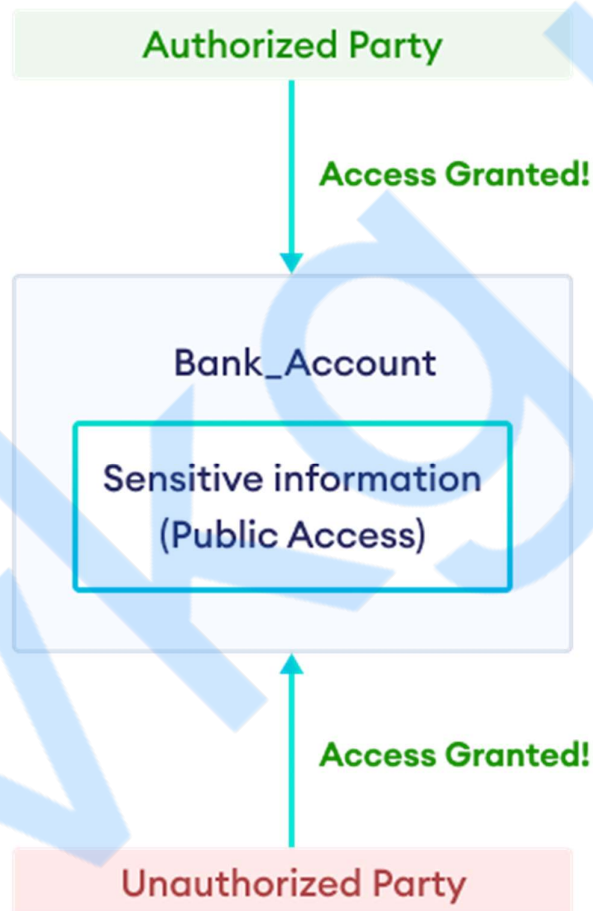 Authorized Party
Access Granted!
Bank_Account
Sensitive information
(Public Access)
Access Granted!
Unauthorized Party